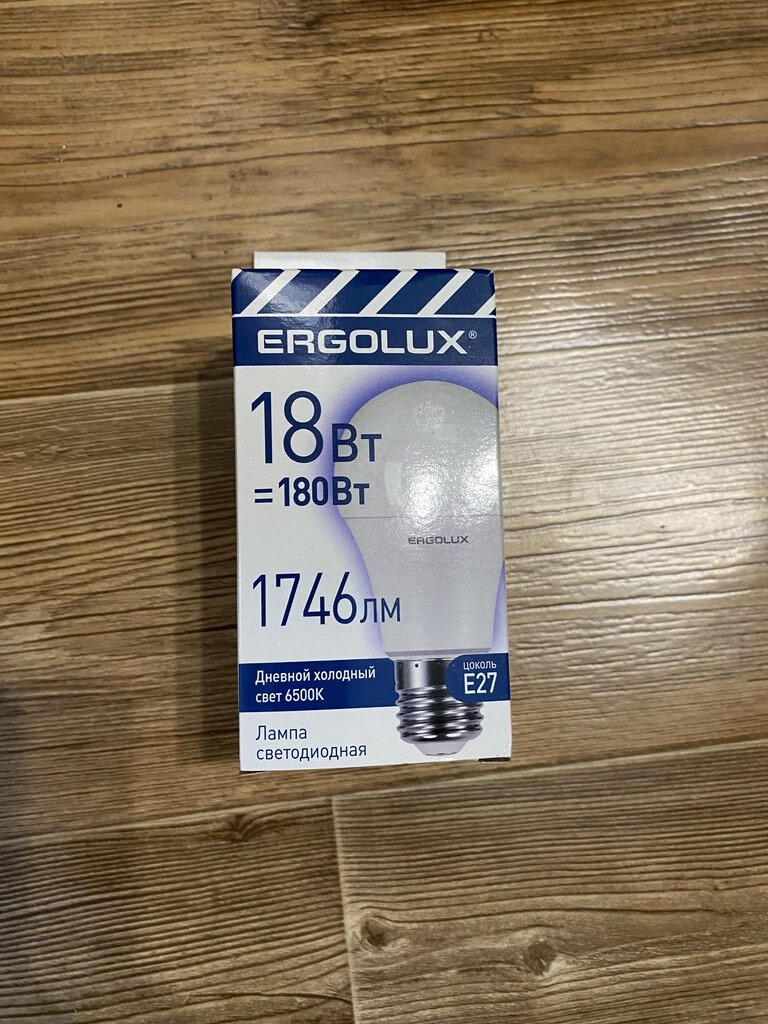 ERGOLUX®
18Вт
=180Вт
ERGOLUX
1746лм
Дневной холодный
свет 6500К
цоколь
E27
Лампа
светодиодная